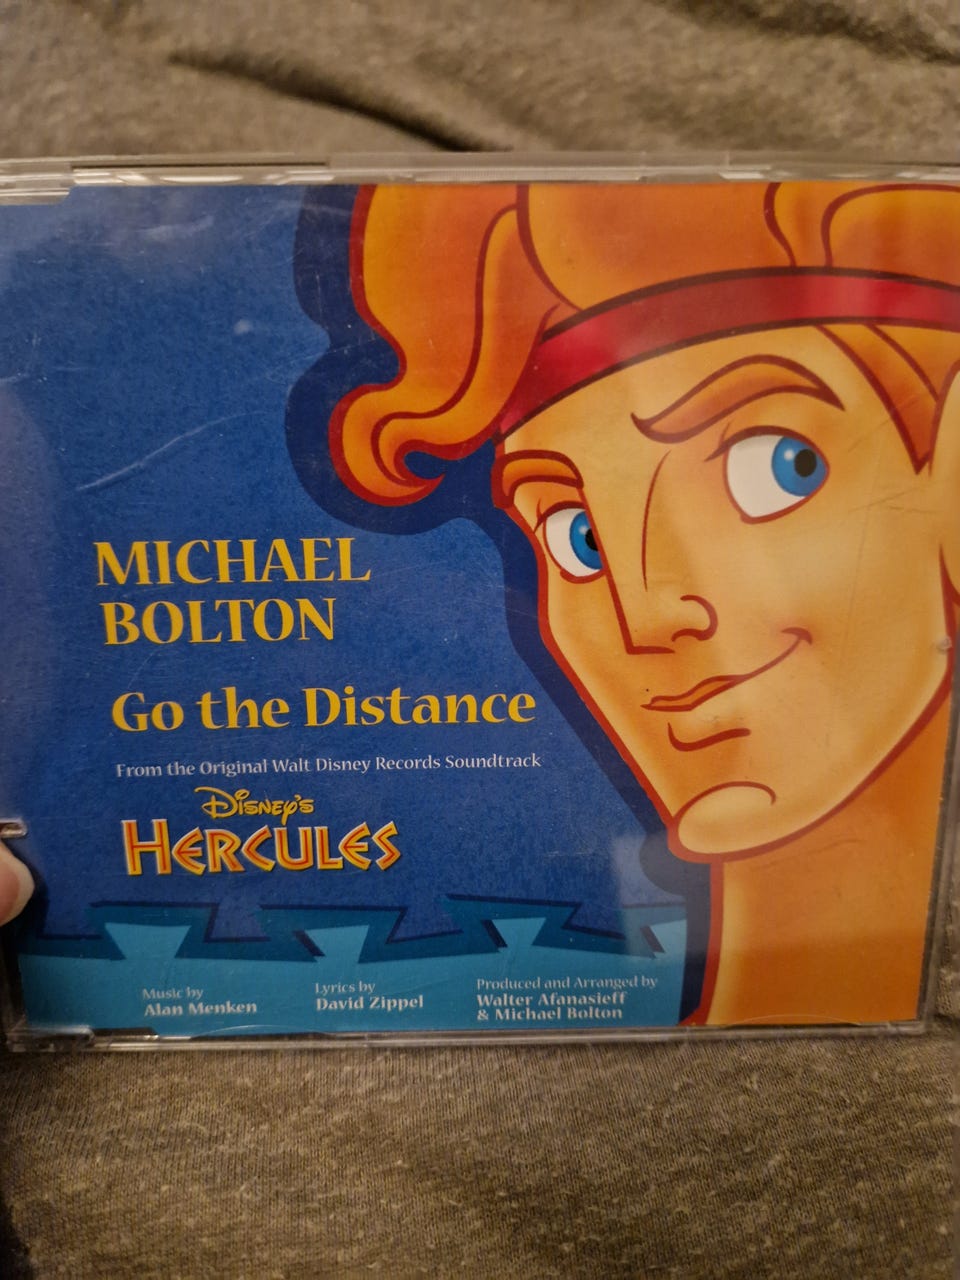 MICHAEL
BOLTON
Go the Distance
From the Original Walt Disney Records Soundtrack
Disney's
HERCULES
Music by
Alan Menken
Lyrics by
David Zippel
Produced and Arranged by
Walter Afanasieff
& Michael Bolton